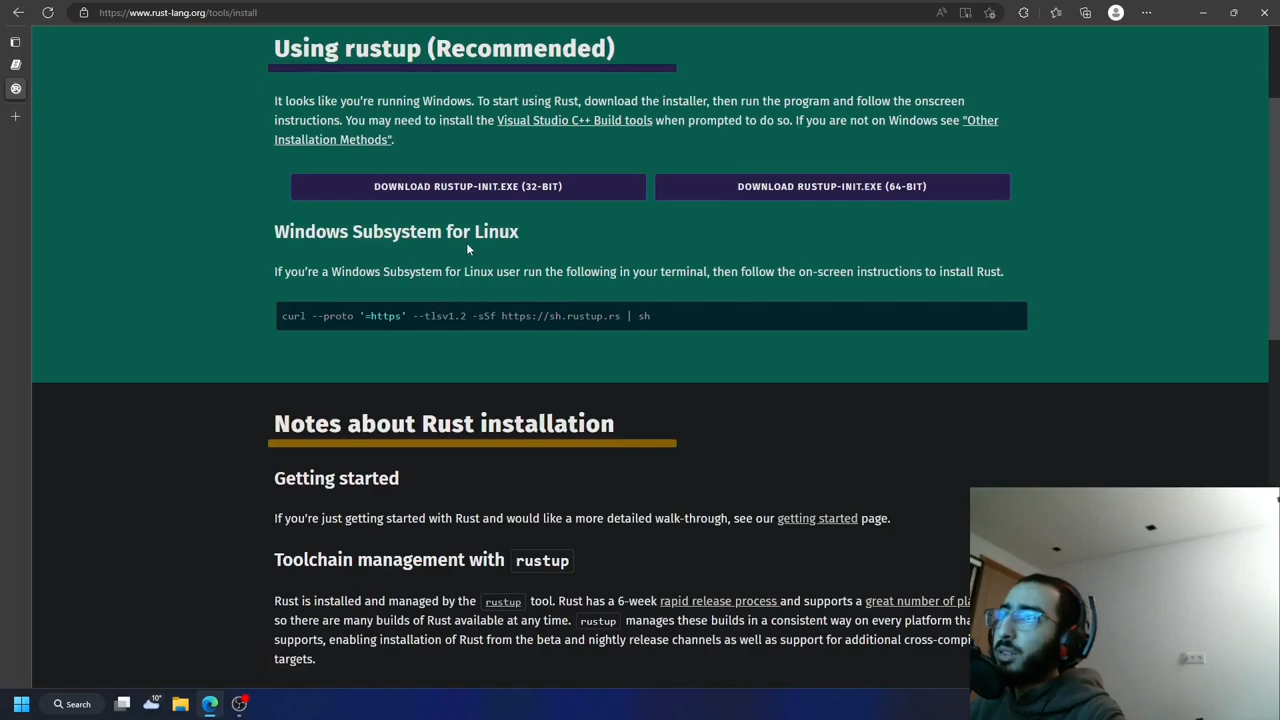 https://www.rust-lang.org/tools/install
Using rustup (Recommended)
It looks like you’re running Windows. To start using Rust, download the installer, then run the program and follow the onscreen
instructions. You may need to install the Visual Studio C++ Build tools when prompted to do so. If you are not on Windows see "Other
Installation Methods".
DOWNLOAD RUSTUP-INIT.EXE (32-BIT)
DOWNLOAD RUSTUP-INIT.EXE (64-BIT)
Windows Subsystem for Linux
If you’re a Windows Subsystem for Linux user run the following in your terminal, then follow the on-screen instructions to install Rust.
curl --proto '=https' --tlsv1.2 -sSf https://sh.rustup.rs | sh
Notes about Rust installation
Getting started
If you’re just getting started with Rust and would like a more detailed walk-through, see our getting started page.
Toolchain management with rustup
Rust is installed and managed by the rustup tool. Rust has a 6-week rapid release process and supports a great number of pla
so there are many builds of Rust available at any time. rustup manages these builds in a consistent way on every platform tha
supports, enabling installation of Rust from the beta and nightly release channels as well as support for additional cross-compi
targets.
Search
10°